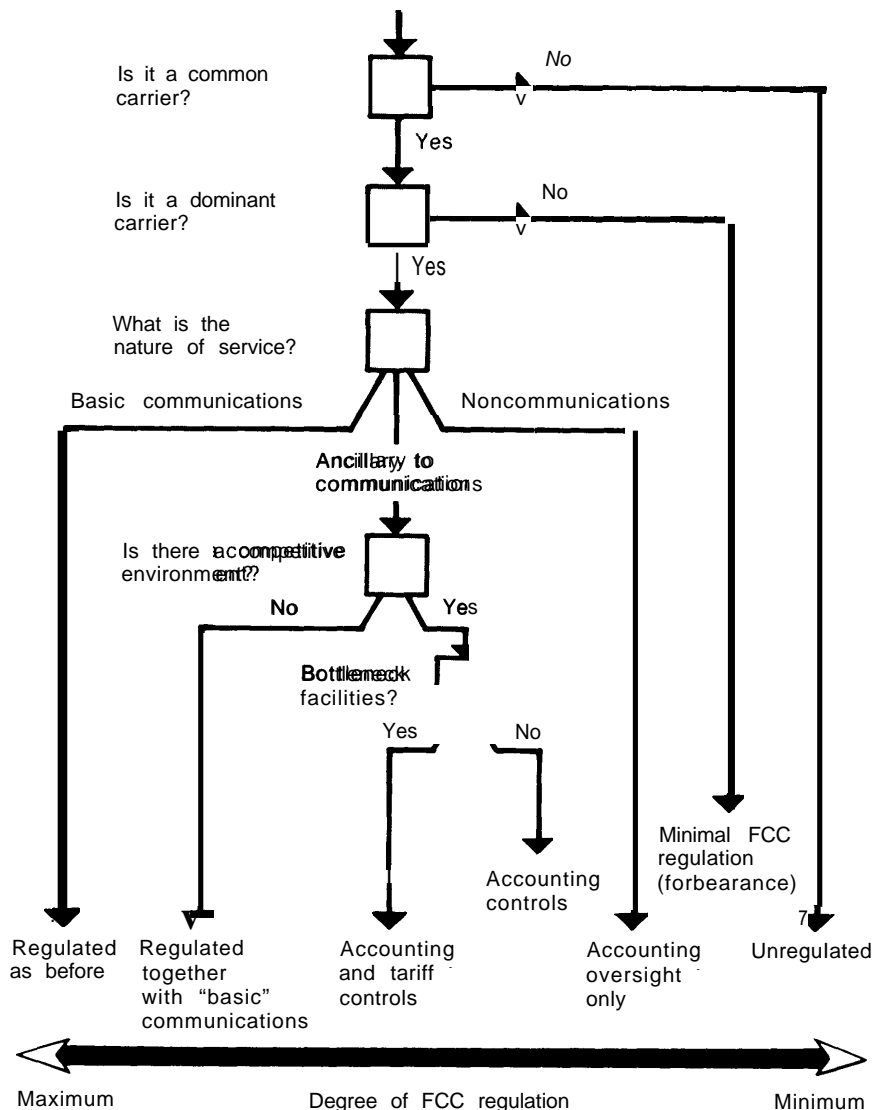 Is it a common
carrier?
No
Yes
Is it a dominant
carrier?
No
Yes
What is the
nature of service?
Basic communications
Noncommunications
Ancillary to
communications
Is there a competitive
environment?
No
Yes
Bottleneck
facilities?
Yes
No
Minimal FCC
regulation
(forbearance)
Accounting
controls
Regulated
as before
Regulated
together
with “basic”
communications
Accounting
and tariff
controls
Accounting
oversight
only
Unregulated
Maximum
Degree of FCC regulation
Minimum